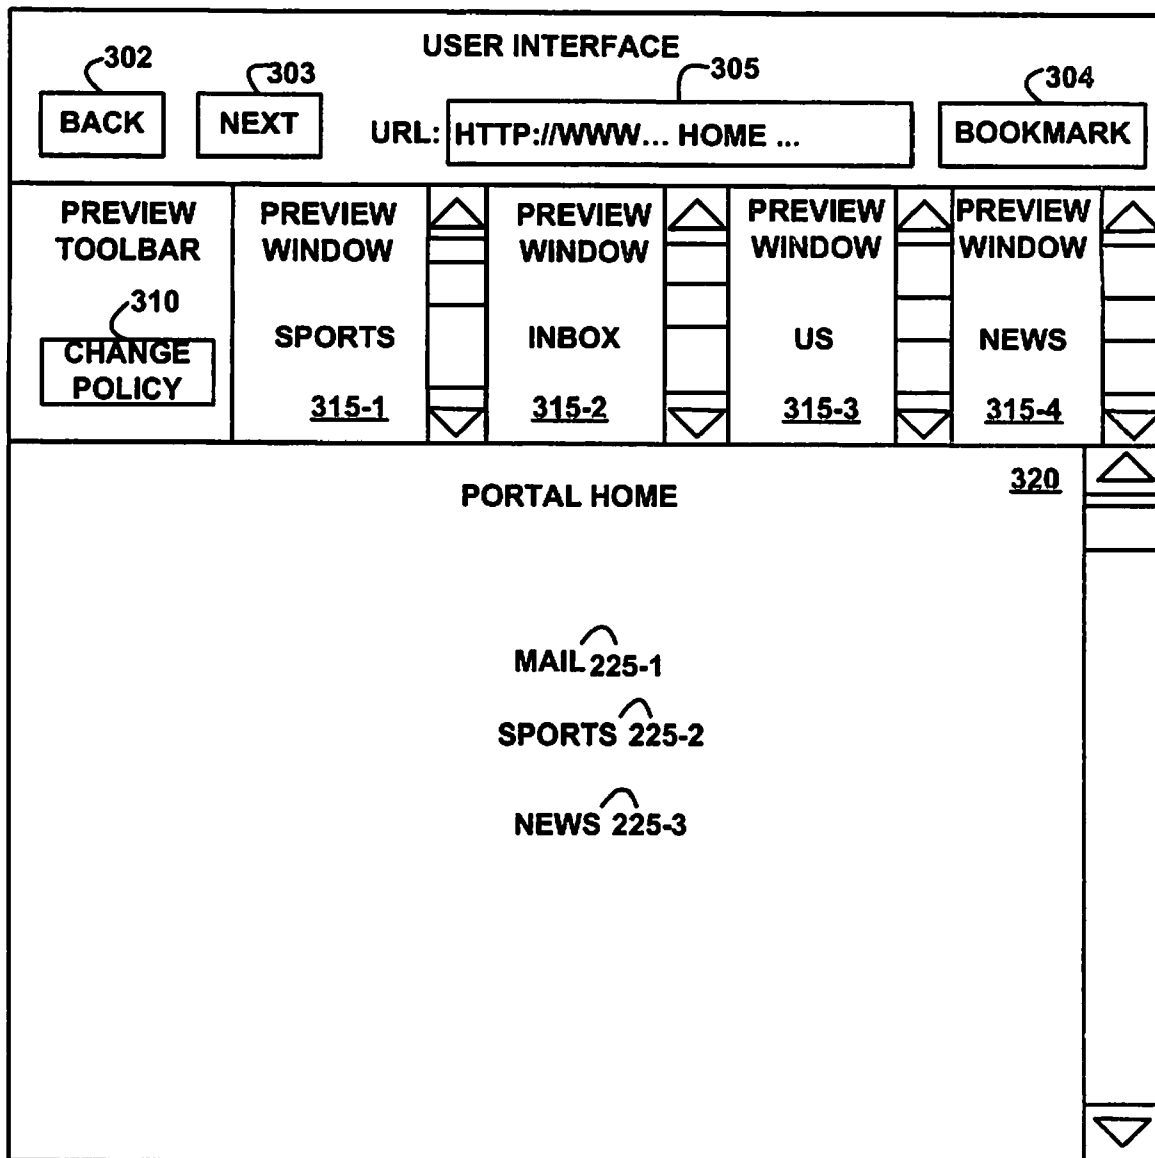 USER INTERFACE
302
303
305
304
BACK
NEXT
URL: HTTP://WWW... HOME ...
BOOKMARK
PREVIEW
TOOLBAR
310
CHANGE
POLICY
PREVIEW
WINDOW
SPORTS
315-1
PREVIEW
WINDOW
INBOX
315-2
PREVIEW
WINDOW
US
315-3
PREVIEW
WINDOW
NEWS
315-4
PORTAL HOME
320
MAIL 225-1
SPORTS 225-2
NEWS 225-3